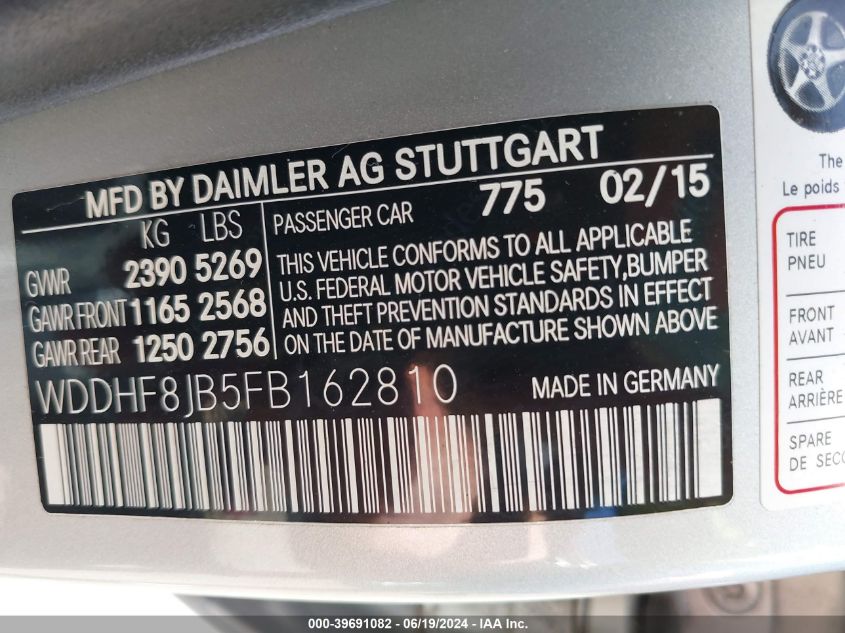 MFD BY DAIMLER AG STUTTGART
KG LBS
GVWR 2390 5269
GAWR FRONT 1165 2568
GAWR REAR 1250 2756
PASSENGER CAR 775 02/15
THIS VEHICLE CONFORMS TO ALL APPLICABLE
U.S. FEDERAL MOTOR VEHICLE SAFETY,BUMPER
AND THEFT PREVENTION STANDARDS IN EFFECT
ON THE DATE OF MANUFACTURE SHOWN ABOVE
WDDHF8JB5FB162810 MADE IN GERMANY
The
Le poids
TIRE
PNEU
FRONT
AVANT
REAR
ARRIÈRE
SPARE
DE
000-39691082 - 06/19/2024 - IAA Inc.